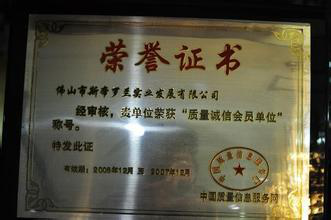 荣誉证书
佛山市斯帝罗兰实业发展有限公司
经审核，贵单位荣获“质量诚信会员单位”
称号。
特发此证
有效期：2006年12月 至 2007年12月
中国质量信息服务网